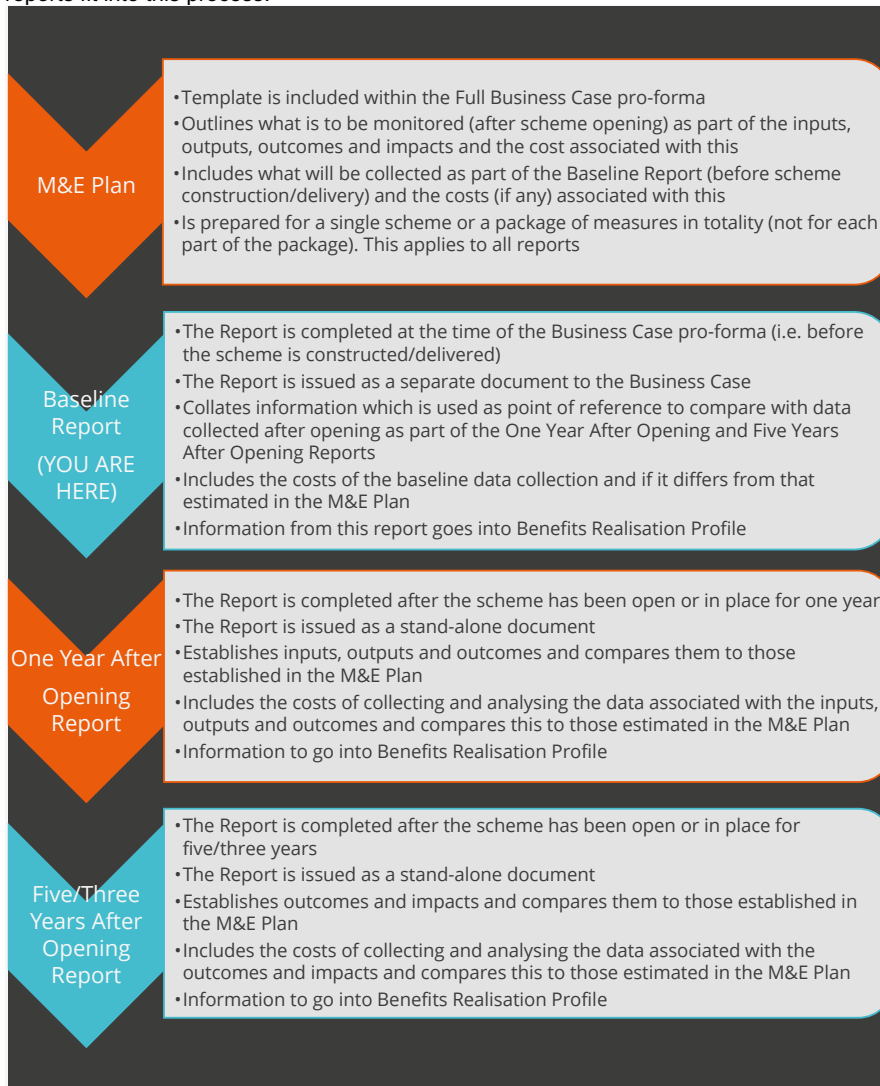 reports fit into this process.
M&E Plan
•Template is included within the Full Business Case pro-forma
•Outlines what is to be monitored (after scheme opening) as part of the inputs,
outputs, outcomes and impacts and the cost associated with this
•Includes what will be collected as part of the Baseline Report (before scheme
construction/delivery) and the costs (if any) associated with this
•Is prepared for a single scheme or a package of measures in totality (not for each
part of the package). This applies to all reports
Baseline
Report
(YOU ARE
HERE)
•The Report is completed at the time of the Business Case pro-forma (i.e. before
the scheme is constructed/delivered)
•The Report is issued as a separate document to the Business Case
•Collates information which is used as point of reference to compare with data
collected after opening as part of the One Year After Opening and Five Years
After Opening Reports
•Includes the costs of the baseline data collection and if it differs from that
estimated in the M&E Plan
•Information from this report goes into Benefits Realisation Profile
One Year After
Opening
Report
•The Report is completed after the scheme has been open or in place for one year
•The Report is issued as a stand-alone document
•Establishes inputs, outputs and outcomes and compares them to those
established in the M&E Plan
•Includes the costs of collecting and analysing the data associated with the inputs,
outputs and outcomes and compares this to those estimated in the M&E Plan
•Information to go into Benefits Realisation Profile
Five/Three
Years After
Opening
Report
•The Report is completed after the scheme has been open or in place for
five/three years
•The Report is issued as a stand-alone document
•Establishes outcomes and impacts and compares them to those established in
the M&E Plan
•Includes the costs of collecting and analysing the data associated with the
outcomes and impacts and compares this to those estimated in the M&E Plan
•Information to go into Benefits Realisation Profile